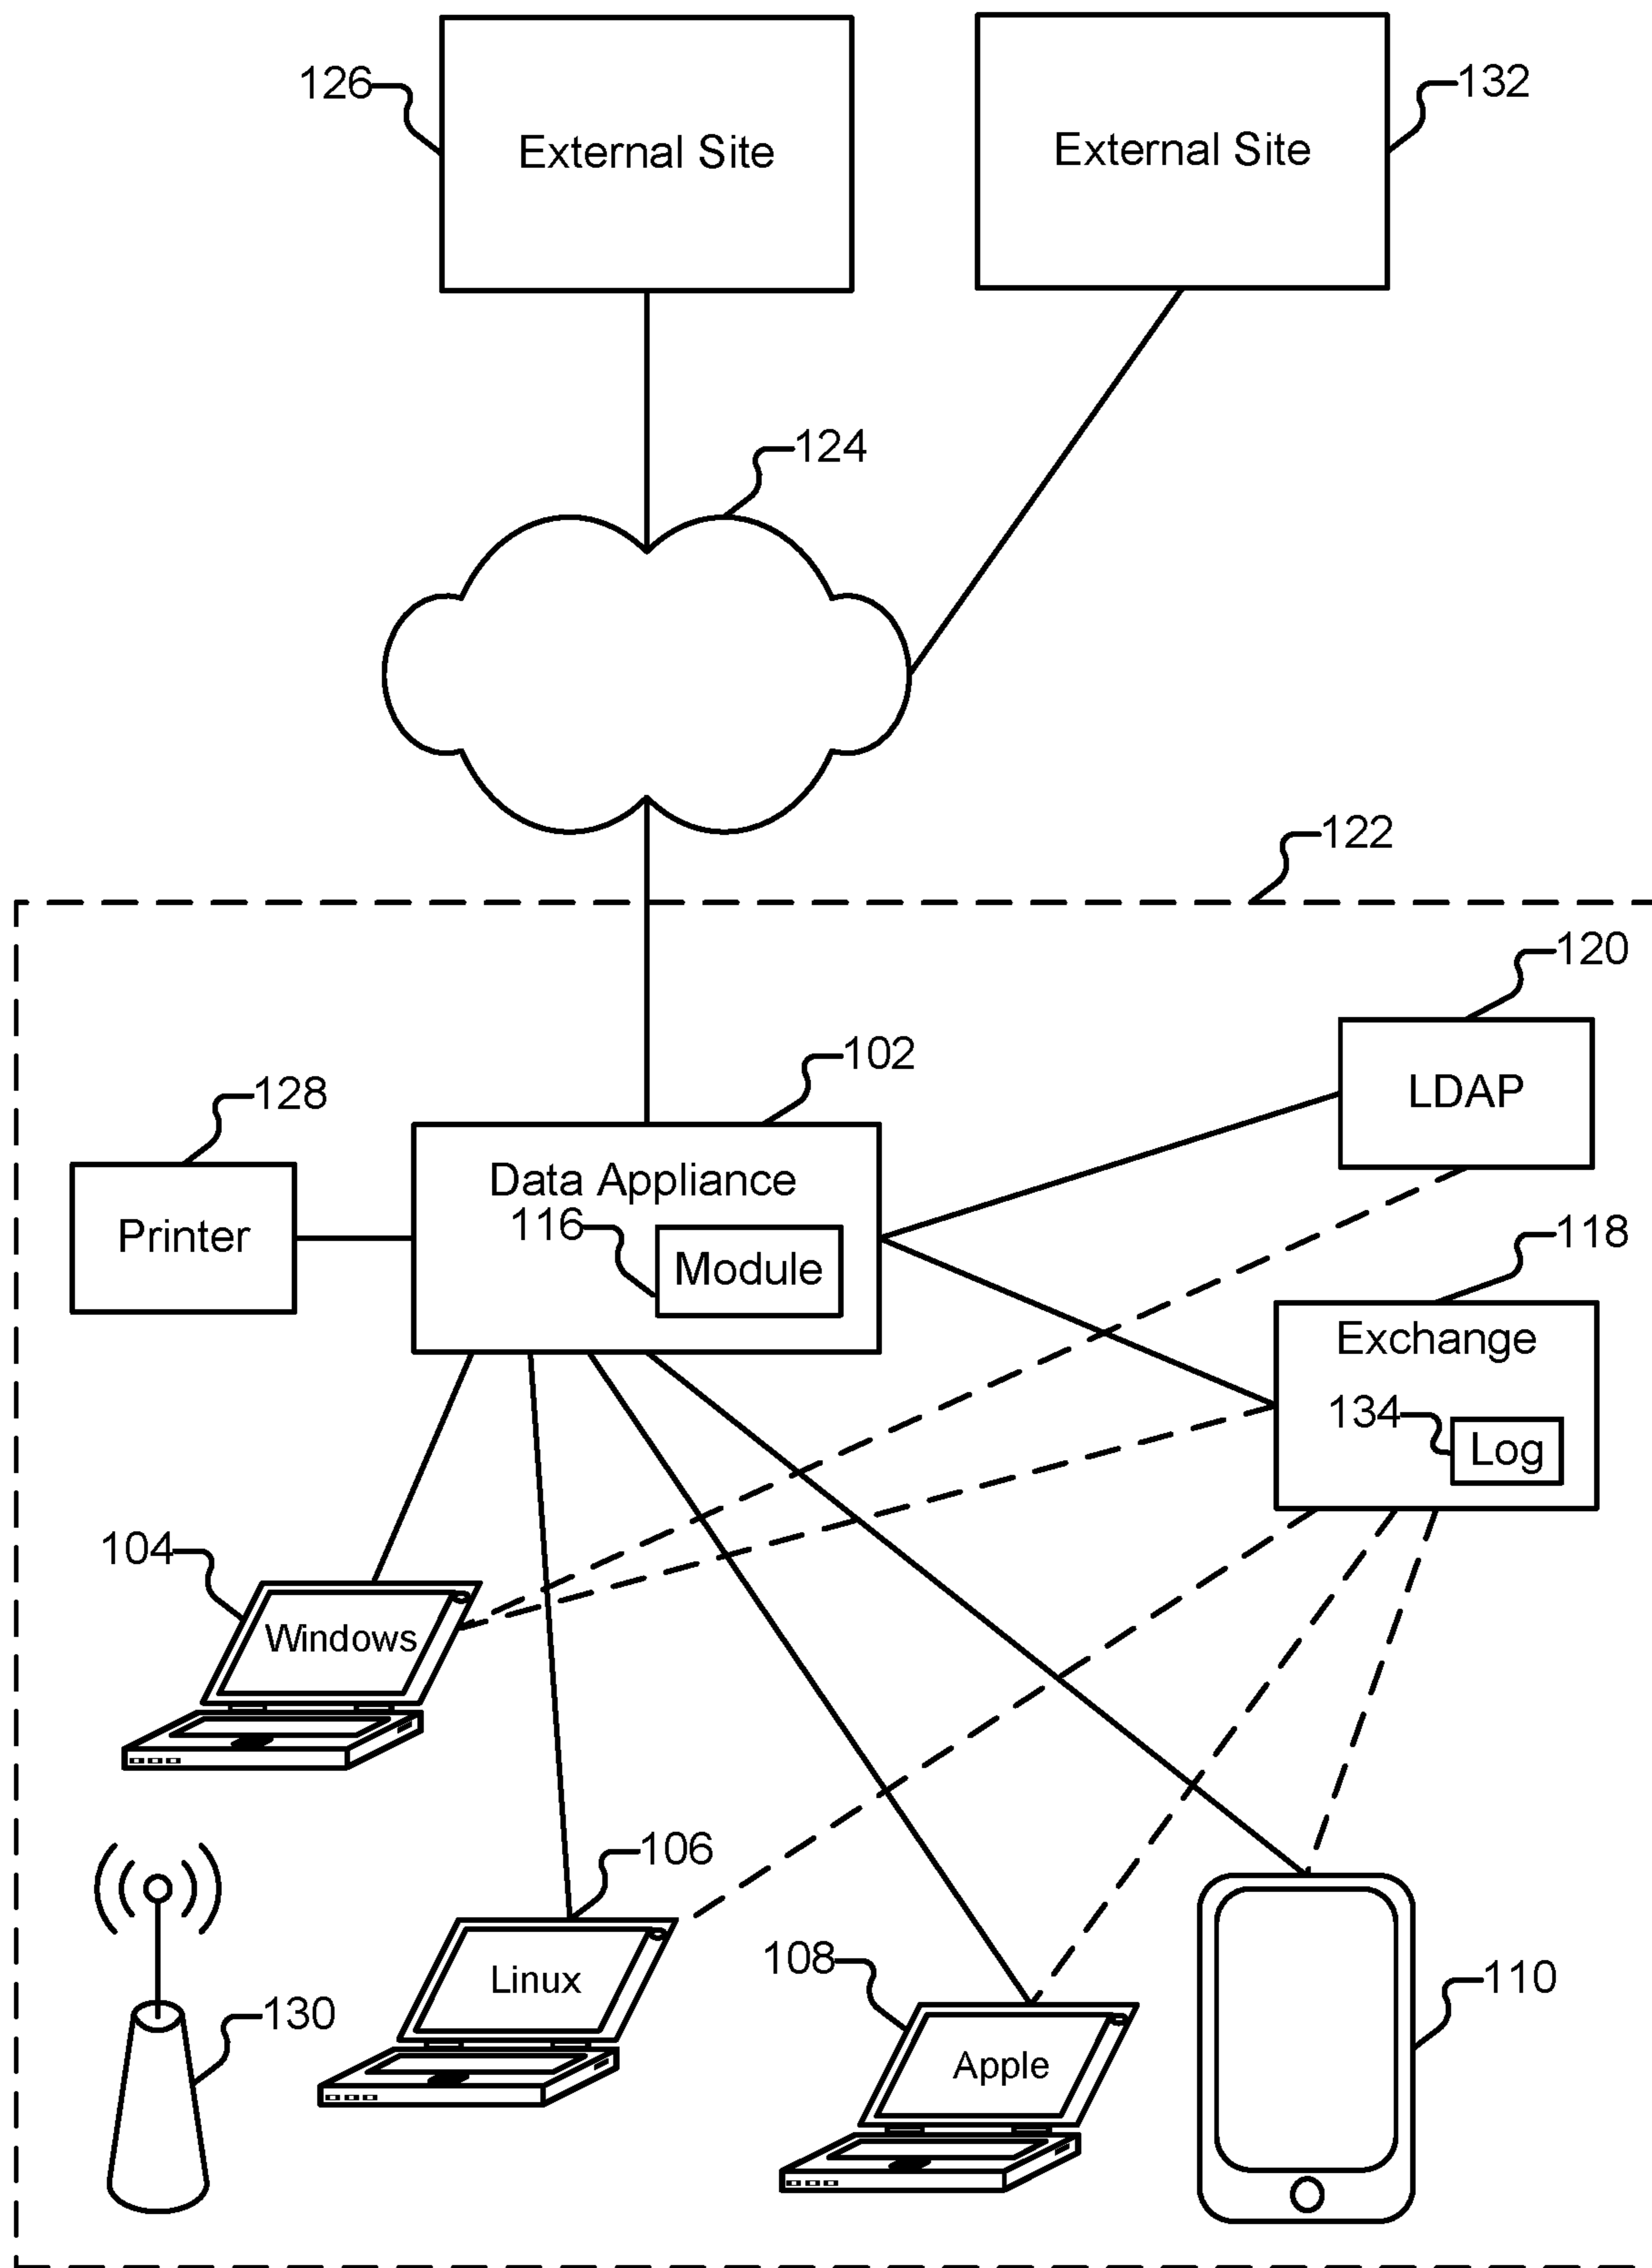 126
External Site
132
External Site
124
122
120
LDAP
102
128
Data Appliance
Printer
116
Module
118
Exchange
134
Log
104
Windows
106
Linux
108
Apple
110
130